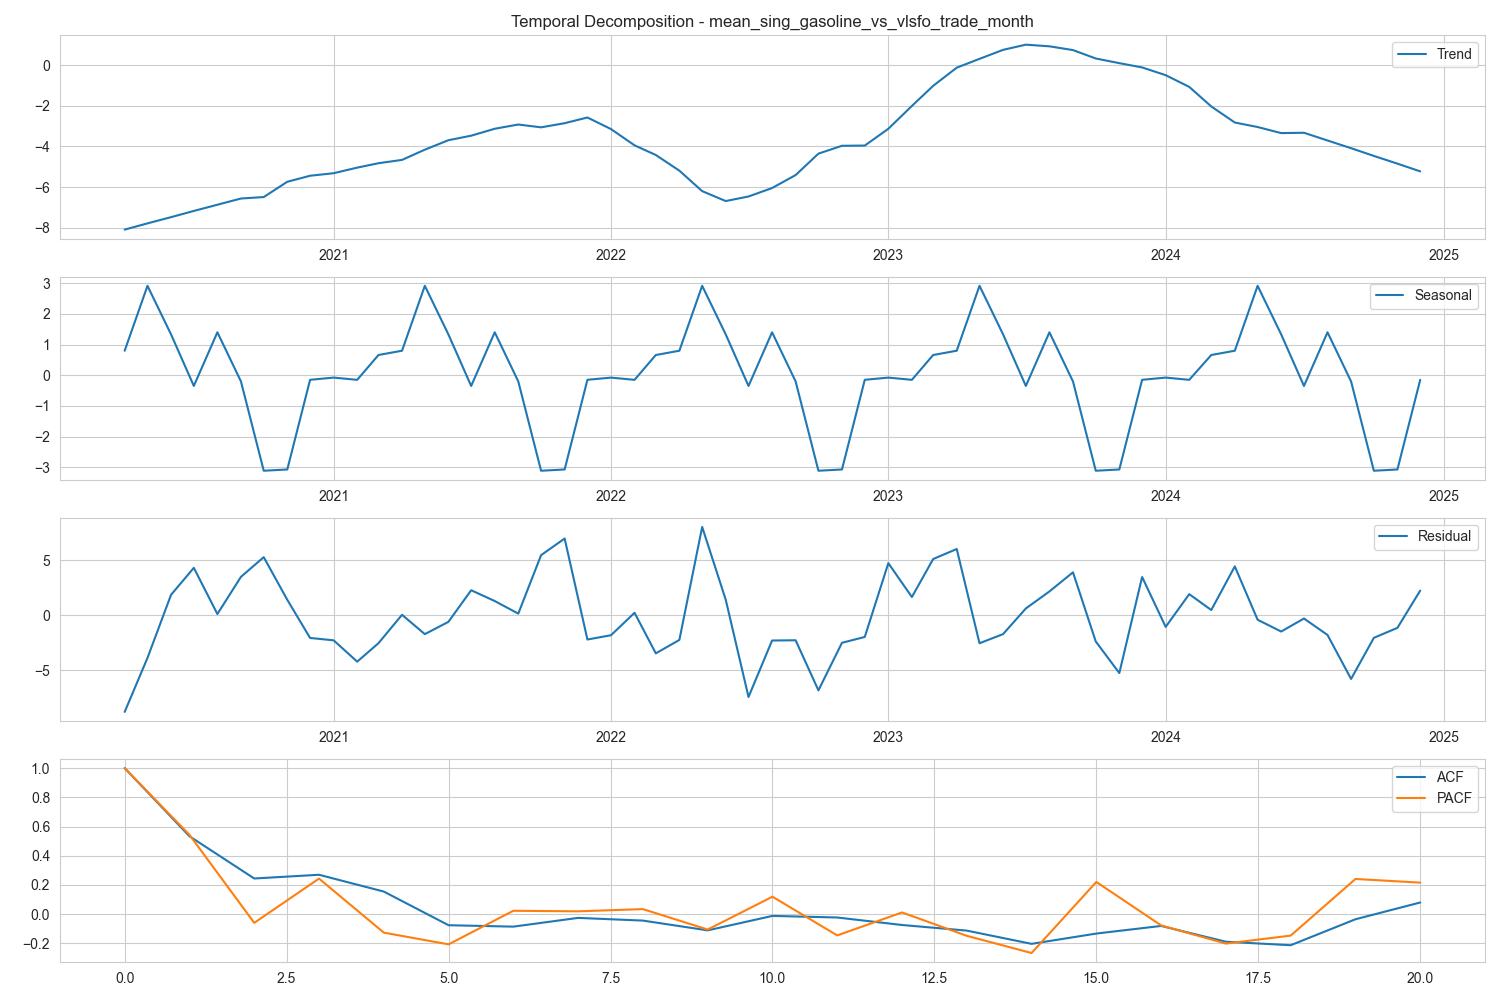 Temporal Decomposition - mean_sing_gasoline_vs_vlsfo_trade_month
Trend
0
−2
−4
−6
−8
2021 2022 2023 2024 2025
Seasonal
3
2
1
0
−1
−2
−3
2021 2022 2023 2024 2025
Residual
5
0
−5
2021 2022 2023 2024 2025
ACF
PACF
1.0
0.8
0.6
0.4
0.2
0.0
−0.2
0.0 2.5 5.0 7.5 10.0 12.5 15.0 17.5 20.0